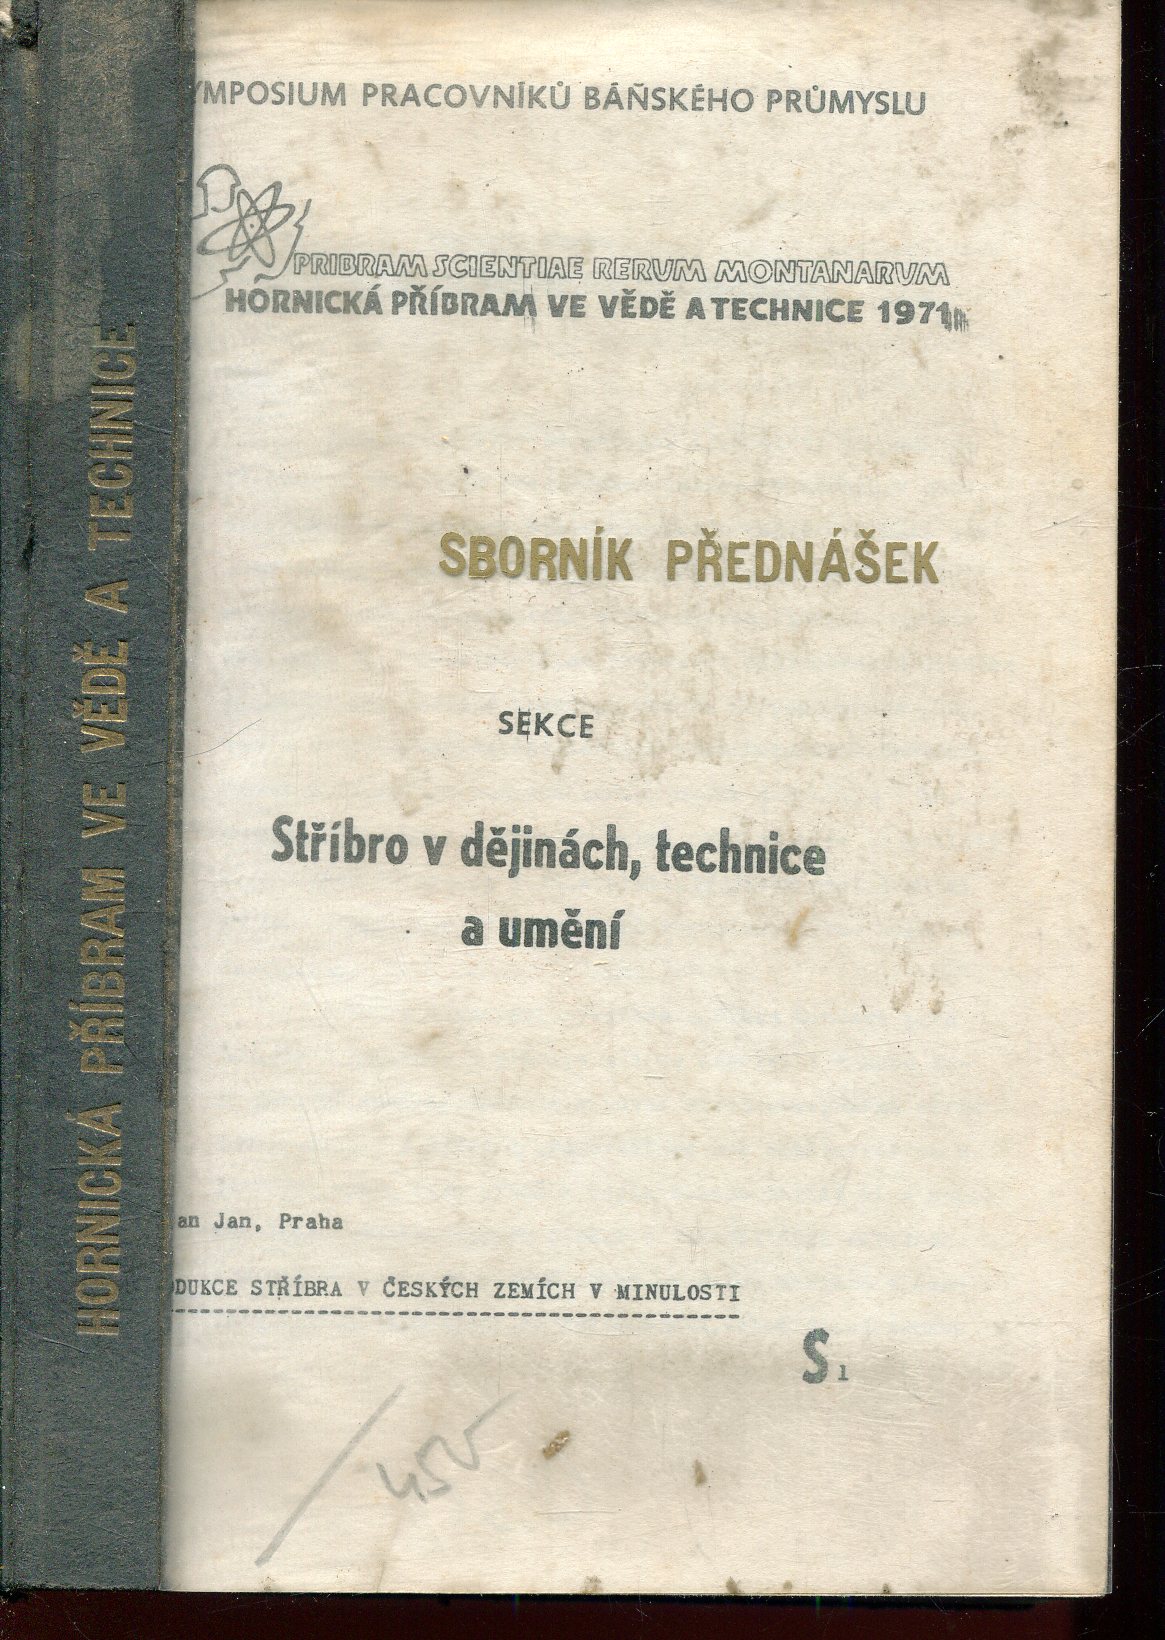 HORNICKÁ PŘÍBRAM VE VĚDĚ A TECHNICE
YMPOSIUM PRACOVNÍKŮ BÁŇSKÉHO PRŮMYSLU
PRIBRAM SCIENTIAE RERUM MONTANARUM
HORNICKÁ PŘÍBRAM VE VĚDĚ A TECHNICE 1971
SBORNÍK PŘEDNÁŠEK
SEKCE
Stříbro v dějinách, technice
a umění
an Jan, Praha
DUKCE STŘÍBRA V ČESKÝCH ZEMÍCH V MINULOSTI
S1